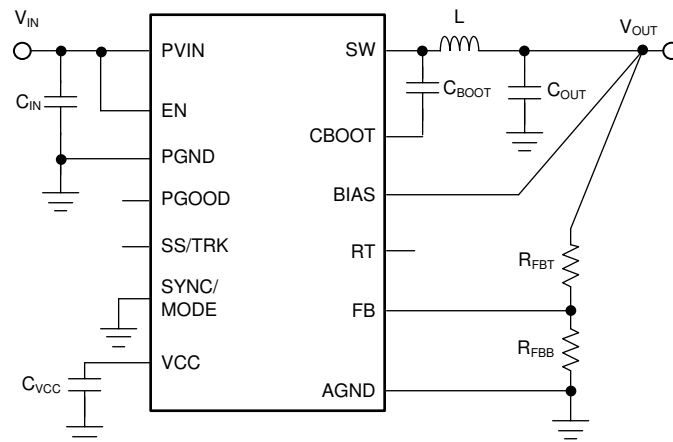 VIN
L
VOUT
PVIN
SW
CIN
CBOOT
COUT
EN
CBOOT
PGND
PGOOD
BIAS
SS/TRK
RT
RFBT
SYNC/
MODE
FB
VCC
RFBB
CVCC
AGND